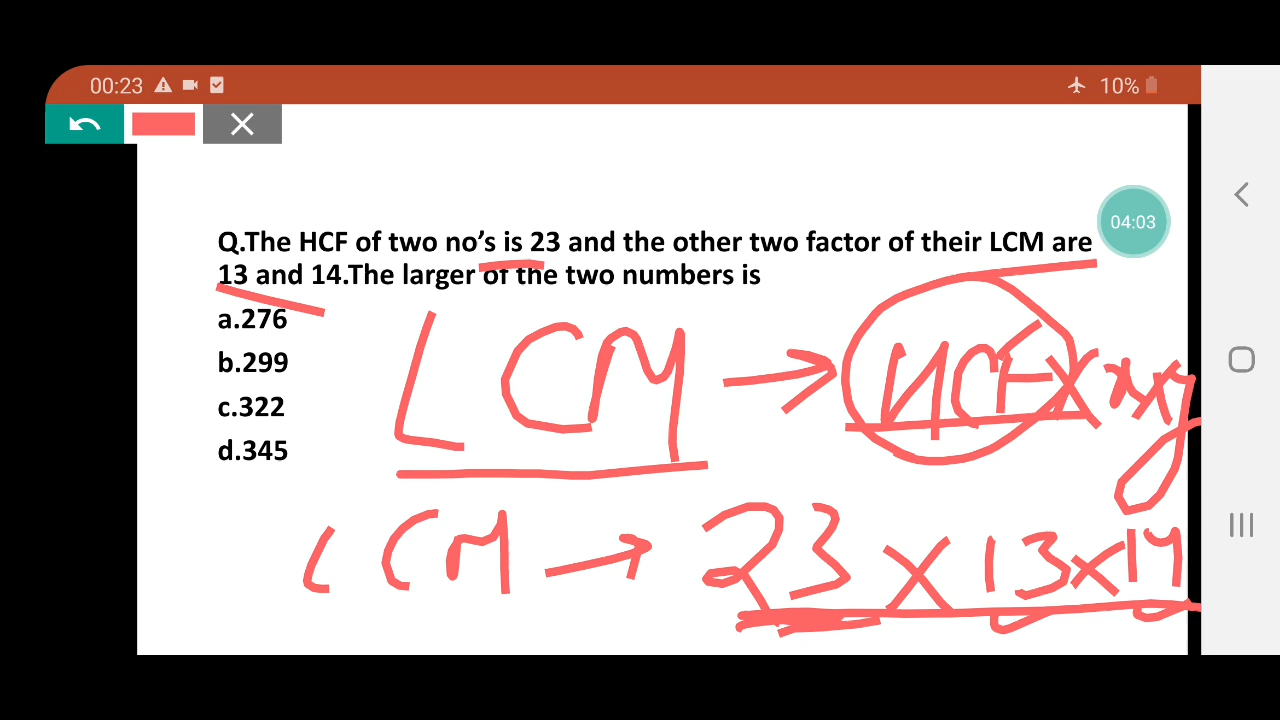 00:23
10%
04:03
Q.The HCF of two no's is 23 and the other two factor of their LCM are
13 and 14.The larger of the two numbers is
a.276
b.299
c.322
d.345
LCM → HCF × x × y
LCM → 23 × 13 × 14